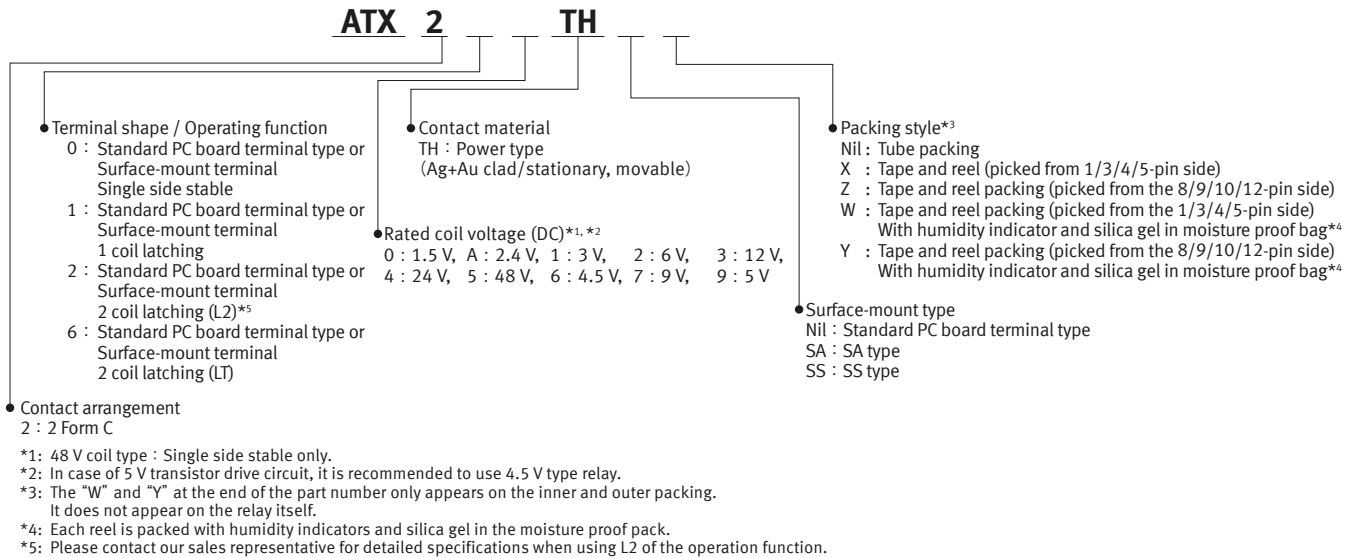 ATX 2 _ _ TH _ _
Terminal shape / Operating function
0 : Standard PC board terminal type or
Surface-mount terminal
Single side stable
1 : Standard PC board terminal type or
Surface-mount terminal
1 coil latching
2 : Standard PC board terminal type or
Surface-mount terminal
2 coil latching (L2)*5
6 : Standard PC board terminal type or
Surface-mount terminal
2 coil latching (LT)
Contact material
TH : Power type
(Ag+Au clad/stationary, movable)
Rated coil voltage (DC)*1, *2
0 : 1.5 V, A : 2.4 V, 1 : 3 V, 2 : 6 V, 3 : 12 V,
4 : 24 V, 5 : 48 V, 6 : 4.5 V, 7 : 9 V, 9 : 5 V
Packing style*3
Nil : Tube packing
X : Tape and reel (picked from 1/3/4/5-pin side)
Z : Tape and reel packing (picked from the 8/9/10/12-pin side)
W : Tape and reel packing (picked from the 1/3/4/5-pin side)
With humidity indicator and silica gel in moisture proof bag*4
Y : Tape and reel packing (picked from the 8/9/10/12-pin side)
With humidity indicator and silica gel in moisture proof bag*4
Surface-mount type
Nil : Standard PC board terminal type
SA : SA type
SS : SS type
Contact arrangement
2 : 2 Form C
*1: 48 V coil type : Single side stable only.
*2: In case of 5 V transistor drive circuit, it is recommended to use 4.5 V type relay.
*3: The “W” and “Y” at the end of the part number only appears on the inner and outer packing.
It does not appear on the relay itself.
*4: Each reel is packed with humidity indicators and silica gel in the moisture proof pack.
*5: Please contact our sales representative for detailed specifications when using L2 of the operation function.